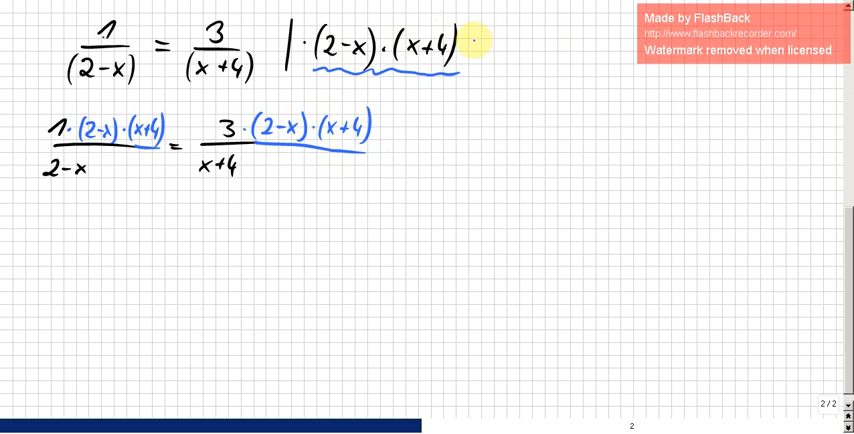 1/(2-x) = 3/(x+4) | · (2-x) · (x+4)
1 · (2-x) · (x+4)/2-x = 3 · (2-x) · (x+4)/x+4
Made by FlashBack
http://www.flashbackrecorder.com/
Watermark removed when licensed
2/2
2